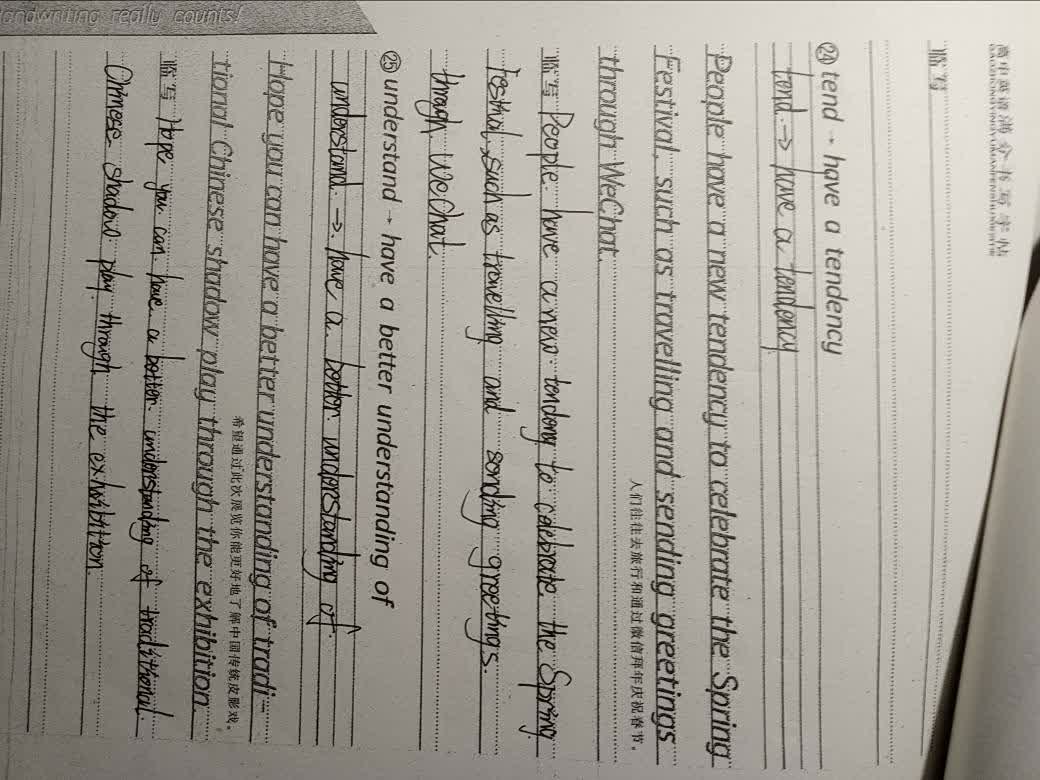 高中英语满分书写字帖
临写
㉔ tend → have a tendency
tend → have a tendency
People have a new tendency to celebrate the Spring
Festival, such as travelling and sending greetings
人们往往去旅行和通过微信拜年庆祝春节。
through WeChat.
临写 People have a new tendency to celebrate the Spring
Festival, such as travelling and sending greetings.
through WeChat.
㉕ understand → have a better understanding of
understand → have a better understanding of
Hope you can have a better understanding of tradi-
希望通过此次展览你能更好地了解中国传统皮影戏。
tional Chinese shadow play through the exhibition.
临写 Hope you can have a better understanding of traditional
Chinese shadow play through the exhibition.
Handwriting really counts!